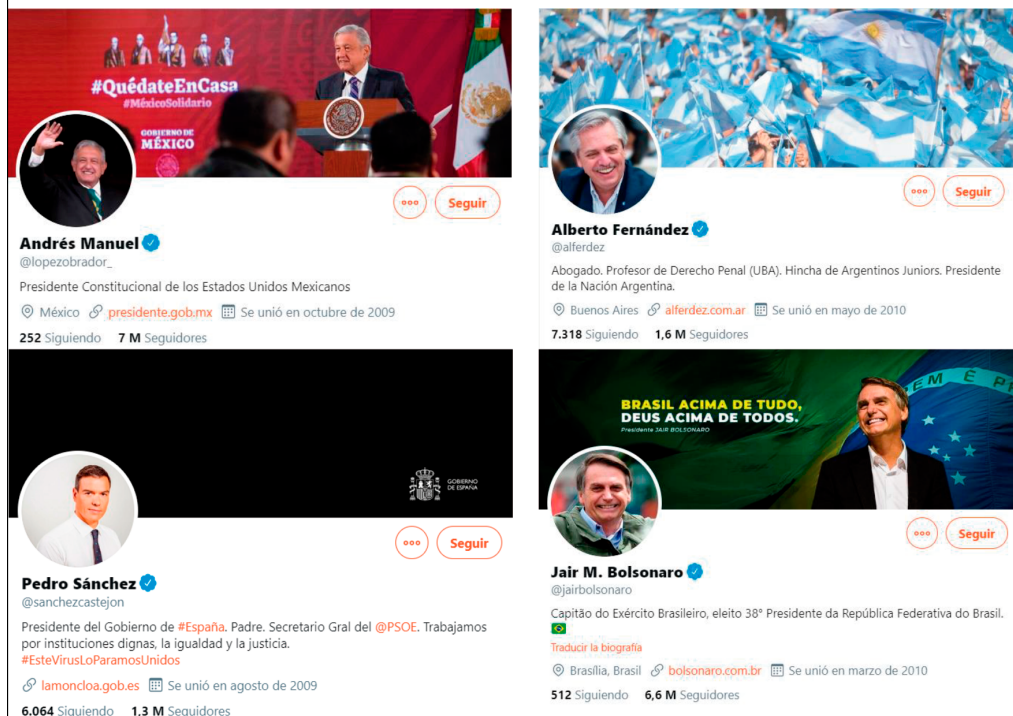 #QuédateEnCasa
#MéxicoSolidario
GOBIERNO DE
MÉXICO
Seguir
Andrés Manuel
@lopezobrador_
Presidente Constitucional de los Estados Unidos Mexicanos
México presidente.gob.mx Se unió en octubre de 2009
252 Siguiendo 7 M Seguidores
Seguir
Alberto Fernández
@alferdez
Abogado. Profesor de Derecho Penal (UBA). Hincha de Argentinos Juniors. Presidente
de la Nación Argentina.
Buenos Aires alferdez.com.ar Se unió en mayo de 2010
7.318 Siguiendo 1,6 M Seguidores
GOBIERNO
DE ESPAÑA
Seguir
Pedro Sánchez
@sanchezcastejon
Presidente del Gobierno de #España. Padre. Secretario Gral del @PSOE. Trabajamos
por instituciones dignas, la igualdad y la justicia.
#EsteVirusLoParamosUnidos
lamoncloa.gob.es Se unió en agosto de 2009
6.064 Siguiendo 1,3 M Seguidores
EM É P
BRASIL ACIMA DE TUDO,
DEUS ACIMA DE TODOS.
Presidente JAIR BOLSONARO
Seguir
Jair M. Bolsonaro
@jairbolsonaro
Capitão do Exército Brasileiro, eleito 38° Presidente da República Federativa do Brasil.
Traducir la biografía
Brasília, Brasil bolsonaro.com.br Se unió en marzo de 2010
512 Siguiendo 6,6 M Seguidores